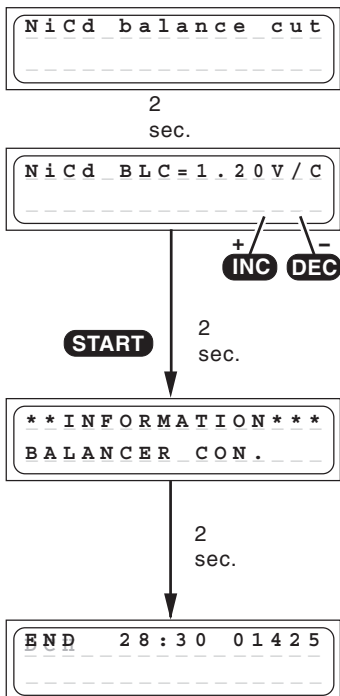 NiCd balance cut
2
sec.
NiCd BLC=1.20V/C
+ -
INC DEC
START
2
sec.
**INFORMATION***
BALANCER CON.
2
sec.
END 28:30 01425